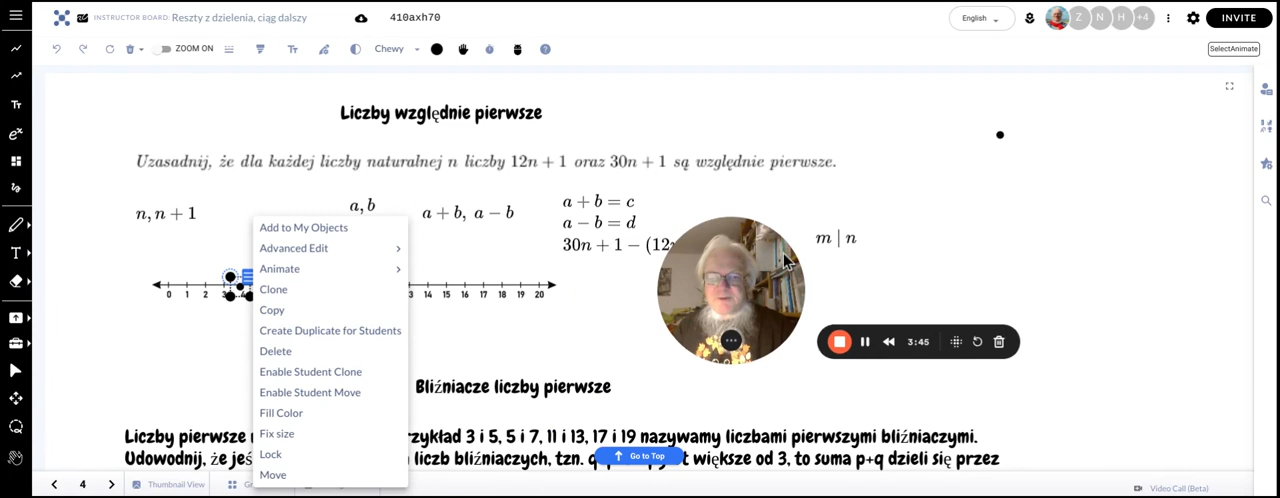 INSTRUCTOR BOARD: Reszty z dzielenia, ciąg dalszy
410axh70
English
Z N H +4
INVITE
ZOOM ON
Chewy
SelectAnimate
Liczby względnie pierwsze
Uzasadnij, że dla każdej liczby naturalnej n liczby 12n + 1 oraz 30n + 1 są względnie pierwsze.
n, n + 1
a, b
a + b, a − b
a + b = c
a − b = d
30n + 1 − (12
m | n
Add to My Objects
Advanced Edit
Animate
Clone
Copy
Create Duplicate for Students
Delete
Enable Student Clone
Enable Student Move
Fill Color
Fix size
Lock
Move
0 1 2 3 14 15 16 17 18 19 20
3:45
Bliźniacze liczby pierwsze
Liczby pierwsze 3 i 5, 5 i 7, 11 i 13, 17 i 19 nazywamy liczbami pierwszymi bliźniaczymi.
Udowodnij, że liczb bliźniaczych, tzn. większe od 3, to suma p+q dzieli się przez
Go to Top
4
Thumbnail View
Video Call (Beta)